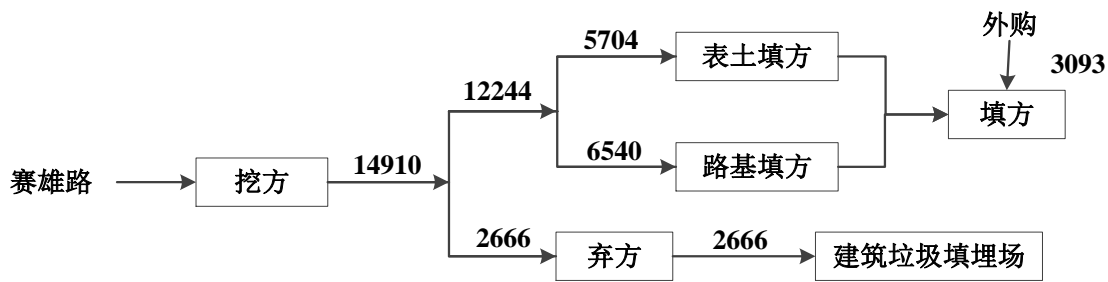 外购
5704
表土填方
3093
12244
填方
6540
路基填方
14910
赛雄路
挖方
2666
弃方
2666
建筑垃圾填埋场